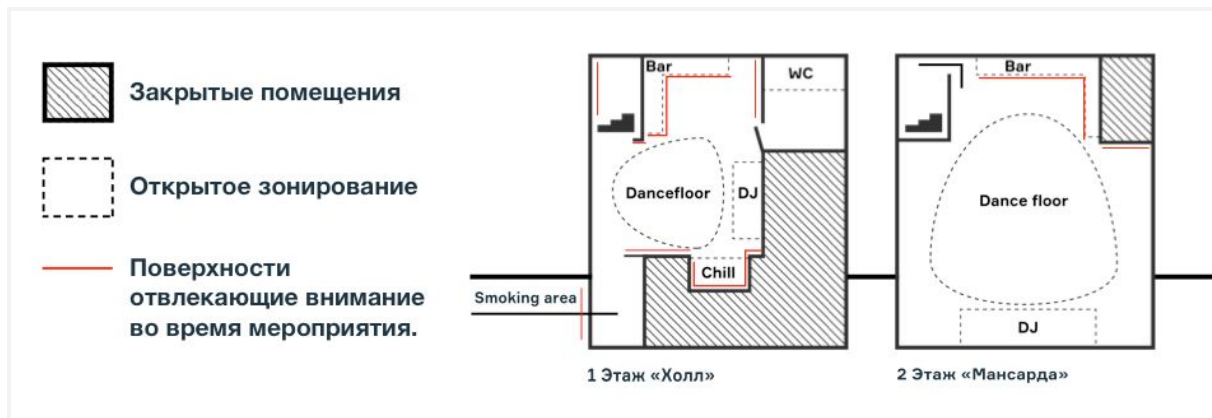 Закрытые помещения
Открытое зонирование
Поверхности
отвлекающие внимание
во время мероприятия.
Bar
WC
Dancefloor
DJ
Chill
Smoking area
1 Этаж «Холл»
Bar
Dance floor
DJ
2 Этаж «Мансарда»